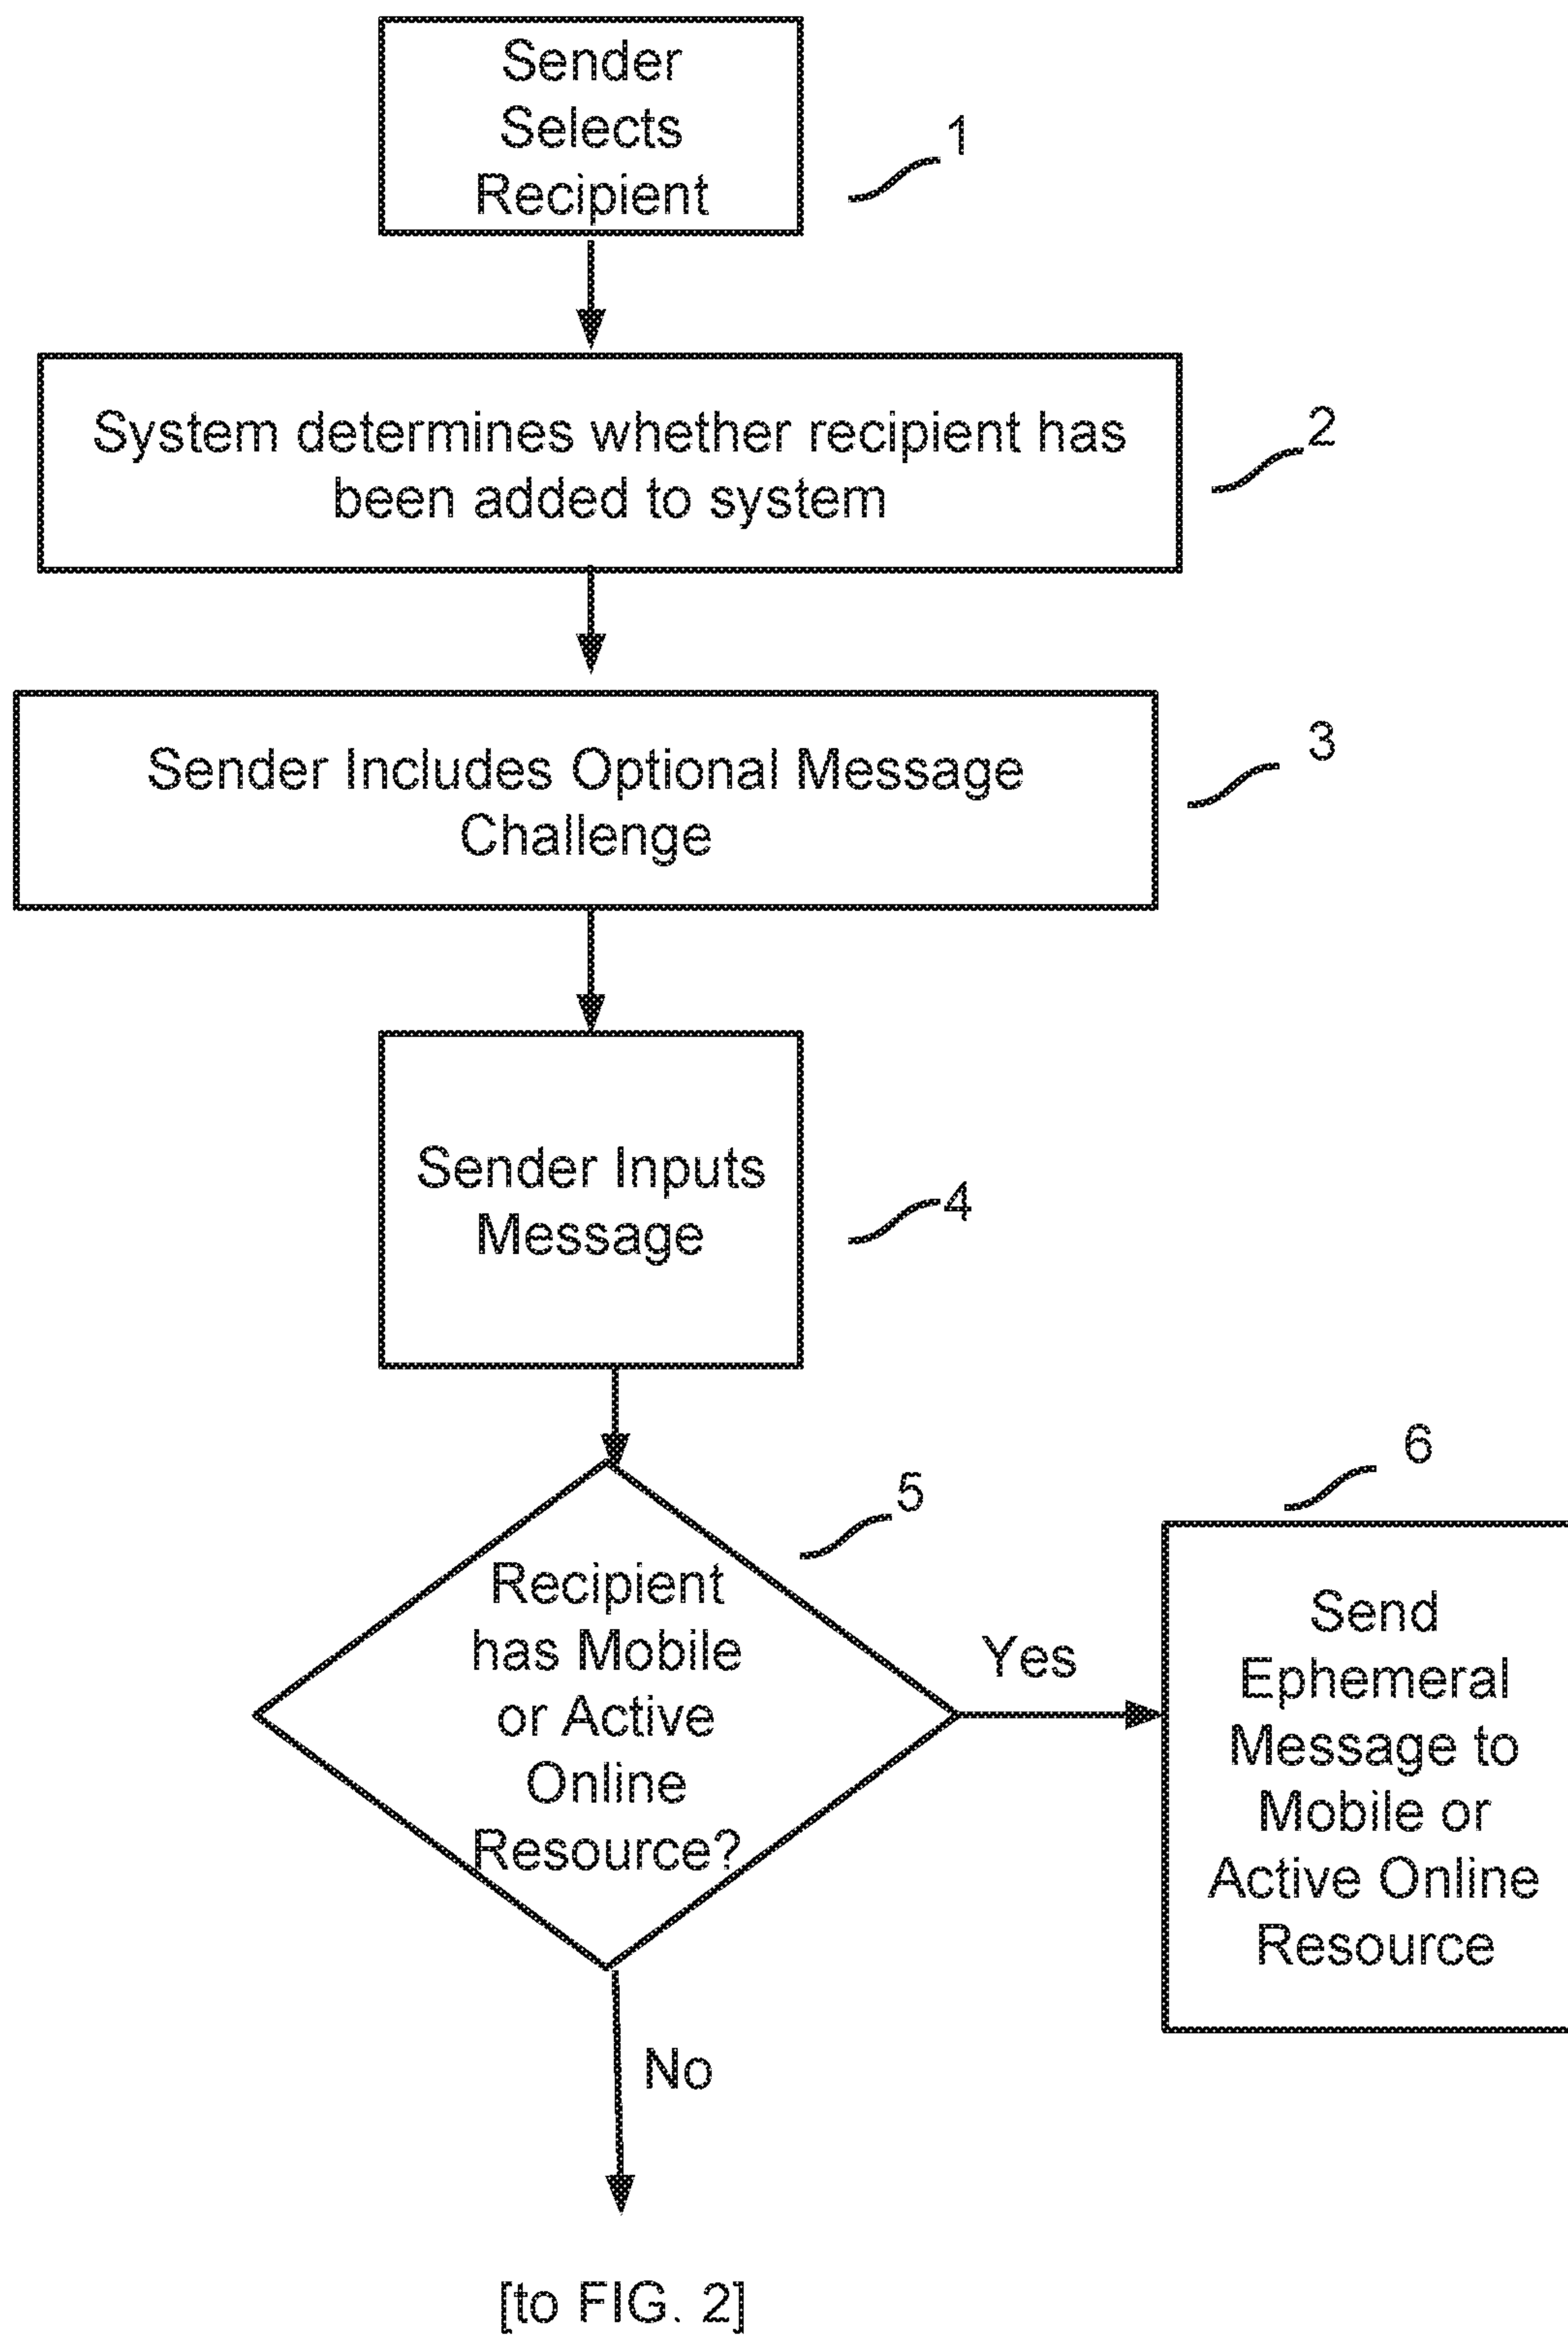 Sender
Selects
Recipient
1
System determines whether recipient has
been added to system
2
Sender Includes Optional Message
Challenge
3
Sender Inputs
Message
4
Recipient
has Mobile
or Active
Online
Resource?
5
Yes
6
Send
Ephemeral
Message to
Mobile or
Active Online
Resource
No
[to FIG. 2]